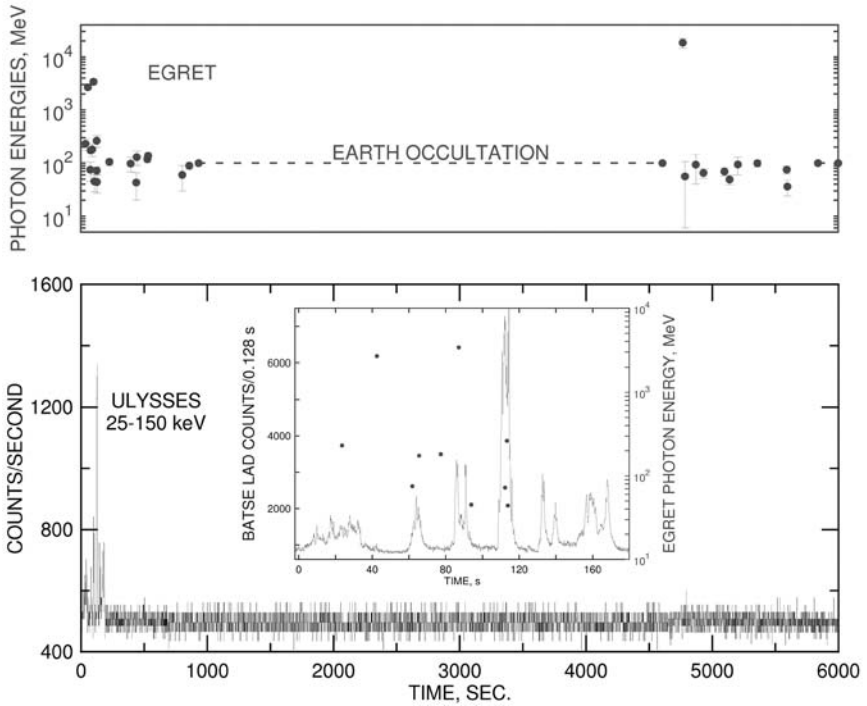 PHOTON ENERGIES, MeV
10^4
10^3
10^2
10^1
EGRET
EARTH OCCULTATION
COUNTS/SECOND
1600
1200
800
400
ULYSSES
25-150 keV
BATSE LAD COUNTS/0.128 s
6000
4000
2000
0 40 80 120 160
TIME, s
10^4
10^3
10^2
10^1
EGRET PHOTON ENERGY, MeV
0 1000 2000 3000 4000 5000 6000
TIME, SEC.